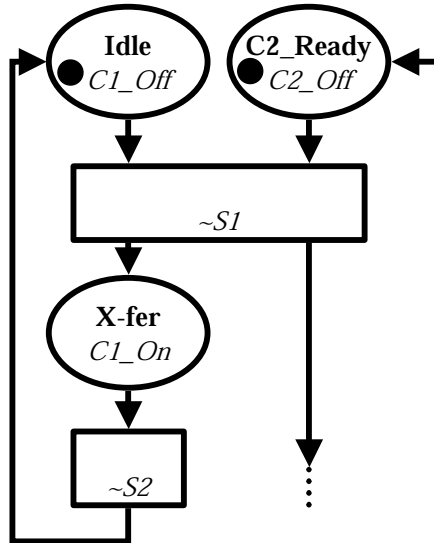 Idle
C1_Off
C2_Ready
C2_Off
~S1
X-fer
C1_On
~S2